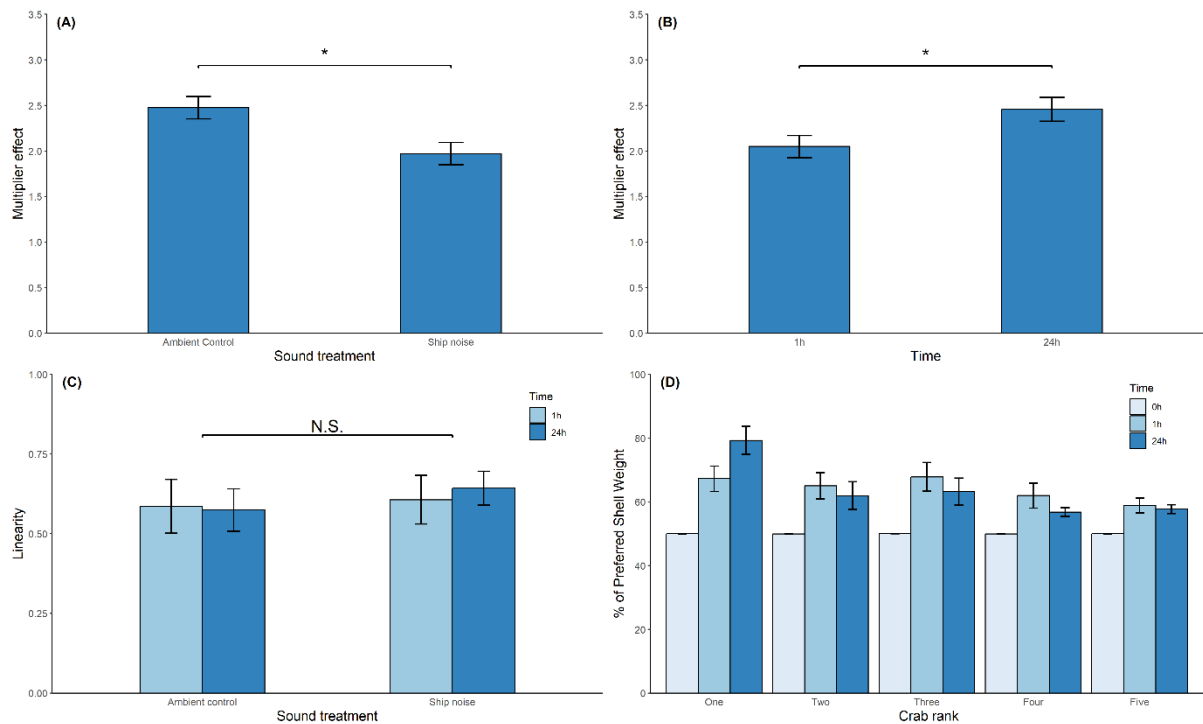 (A)
3.5
3.0
2.5
2.0
1.5
1.0
0.5
0.0
Multiplier effect
*
Ambient Control
Ship noise
Sound treatment
(B)
3.5
3.0
2.5
2.0
1.5
1.0
0.5
0.0
Multiplier effect
*
1h
24h
Time
(C)
1.00
0.75
0.50
0.25
0.00
Linearity
N.S.
Time
1h
24h
Ambient control
Ship noise
Sound treatment
(D)
100
80
60
40
20
0
% of Preferred Shell Weight
Time
0h
1h
24h
One
Two
Three
Four
Five
Crab rank